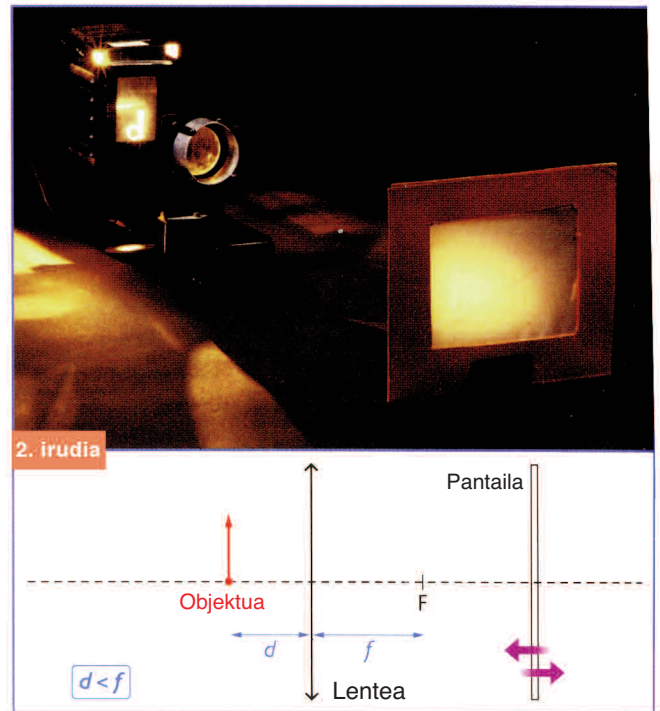 d
2. irudia
Pantaila
Objektua
F
d
f
d < f
Lentea